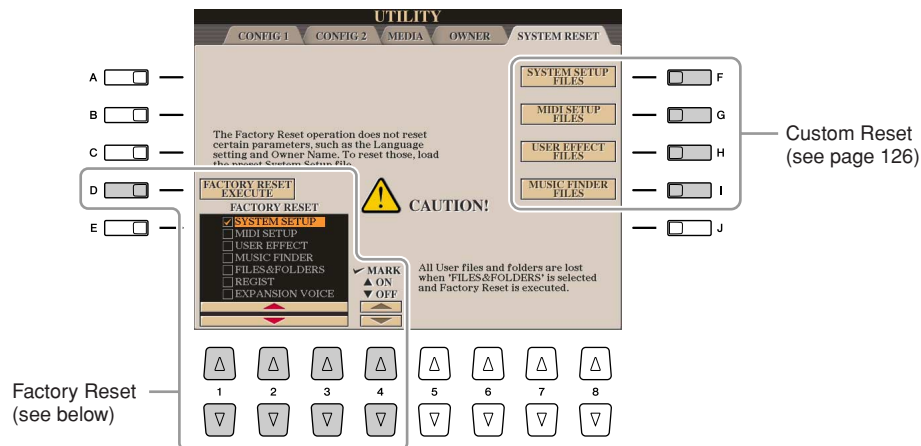 UTILITY
CONFIG 1 CONFIG 2 MEDIA OWNER SYSTEM RESET
A
B
C
D
E
The Factory Reset operation does not reset
certain parameters, such as the Language
setting and Owner Name. To reset those, load
the preset System Setup file.
FACTORY RESET
EXECUTE
FACTORY RESET
SYSTEM SETUP
MIDI SETUP
USER EFFECT
MUSIC FINDER
FILES&FOLDERS
REGIST
EXPANSION VOICE
MARK
▲ ON
▼ OFF
CAUTION!
All User files and folders are lost
when 'FILES&FOLDERS' is selected
and Factory Reset is executed.
SYSTEM SETUP
FILES
MIDI SETUP
FILES
USER EFFECT
FILES
MUSIC FINDER
FILES
F
G
H
I
J
Custom Reset
(see page 126)
1 2 3 4 5 6 7 8
Factory Reset
(see below)